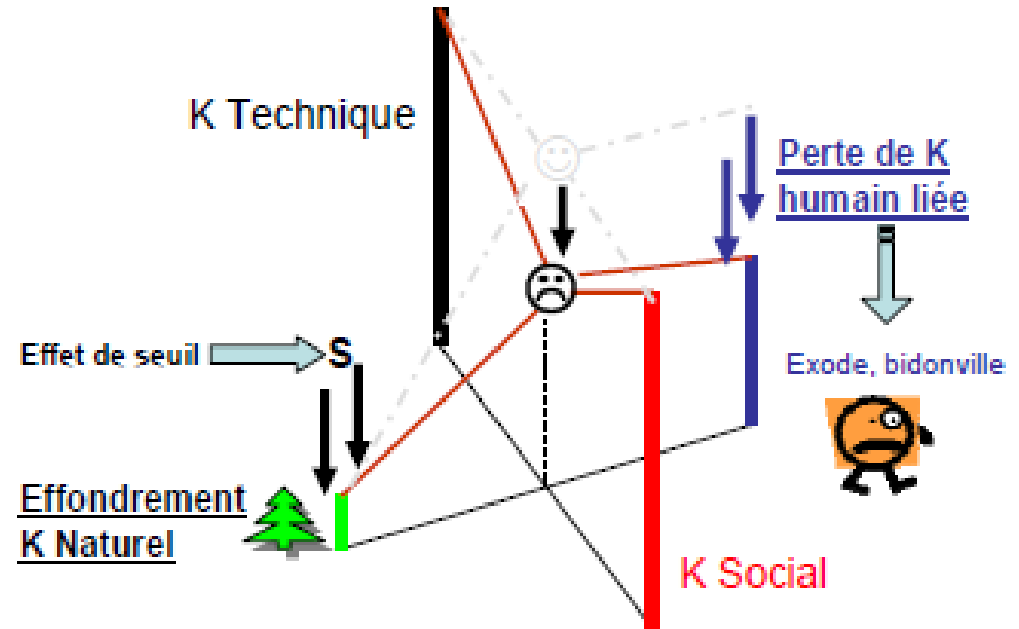 K Technique
Perte de K
humain liée
Effet de seuil
S
Exode, bidonville
Effondrement
K Naturel
K Social